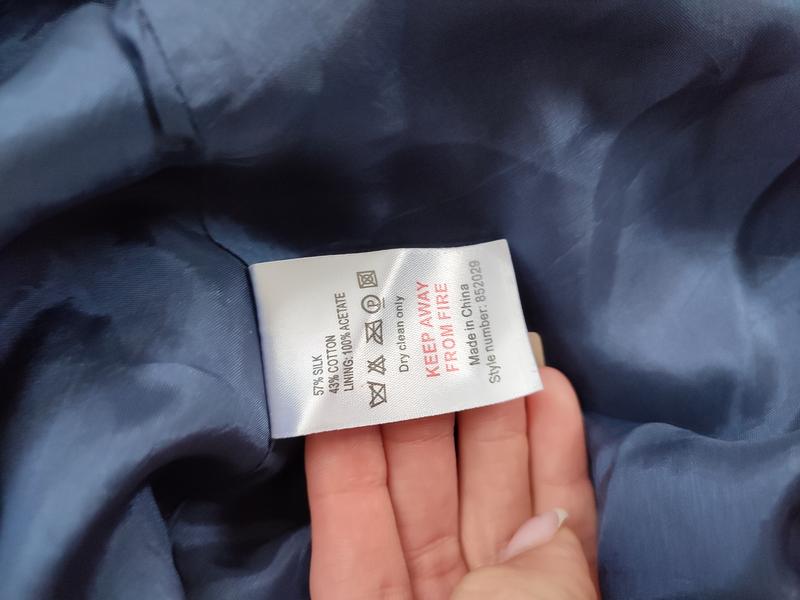 57% SILK
43% COTTON
LINING: 100% ACETATE
P
Dry clean only
KEEP AWAY
FROM FIRE
Made in China
Style number: 852029